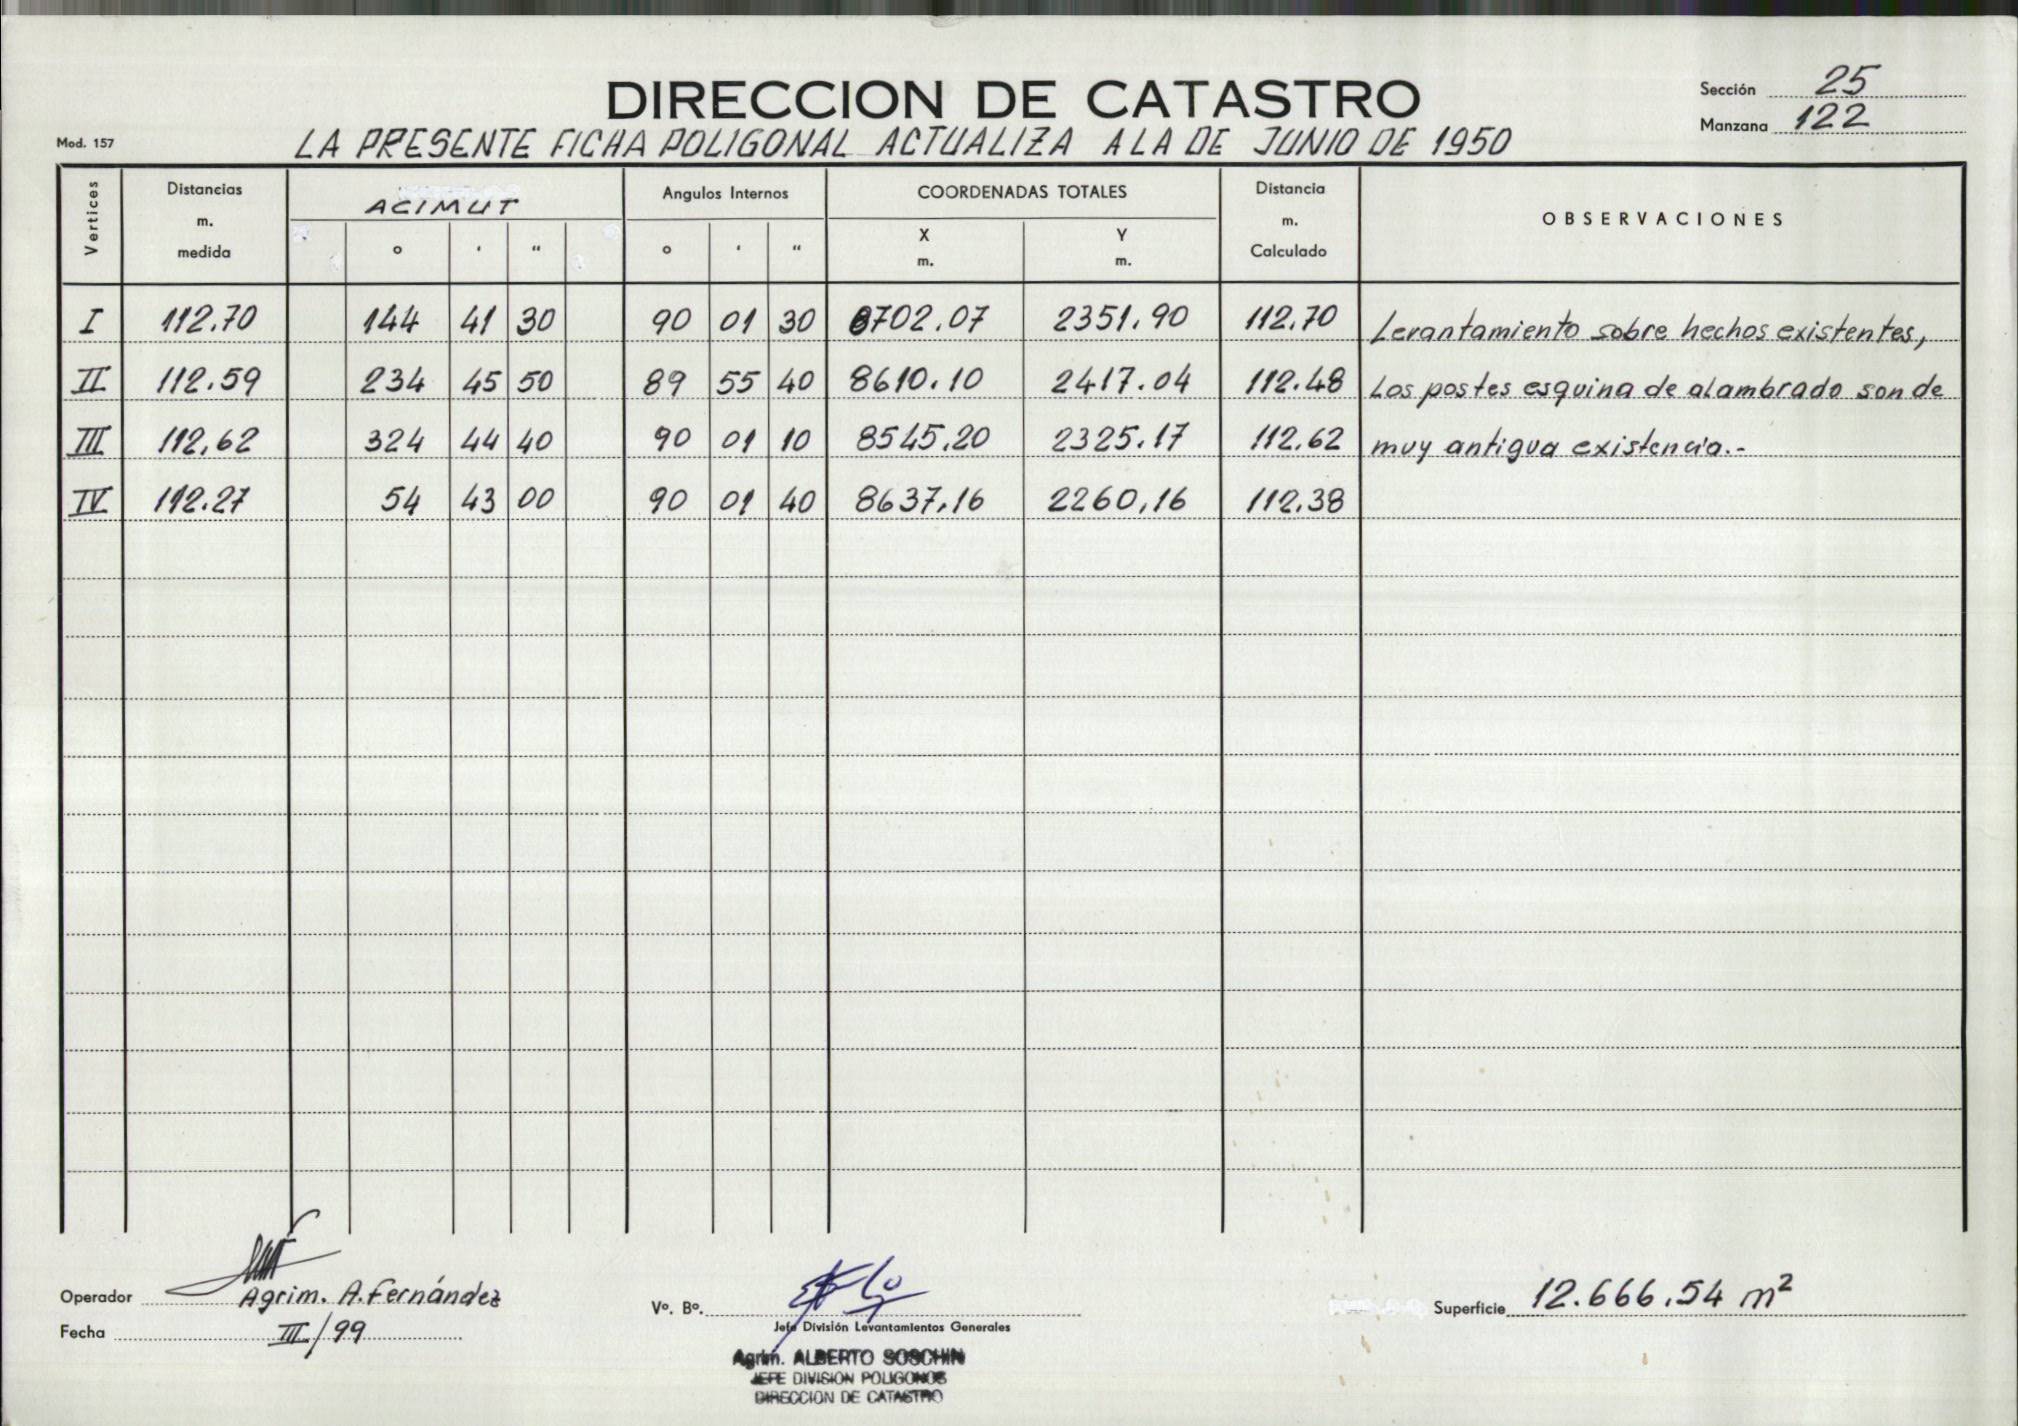 DIRECCION DE CATASTRO
Sección 25
Manzana 122
Mod. 157
LA PRESENTE FICHA POLIGONAL ACTUALIZA A LA DE JUNIO DE 1950
Vertices Distancias m. medida ACIMUT ° ' " Angulos Internos ° ' " COORDENADAS TOTALES X m. Y m. Distancia m. Calculado OBSERVACIONES
I 112.70 144 41 30 90 01 30 8702.07 2351.90 112.70 Levantamiento sobre hechos existentes,
II 112.59 234 45 50 89 55 40 8610.10 2417.04 112.48 Los postes esquina de alambrado son de
III 112.62 324 44 40 90 01 10 8545.20 2325.17 112.62 muy antigua existencia.-
IV 112.27 54 43 00 90 01 40 8637.16 2260.16 112.38
Operador Agrim. A. Fernández
Fecha III/99
Vº. Bº.
Jefe División Levantamientos Generales
Agrim. ALBERTO SOSCHIN
JEFE DIVISION POLIGONOS
DIRECCION DE CATASTRO
Superficie 12.666.54 m²